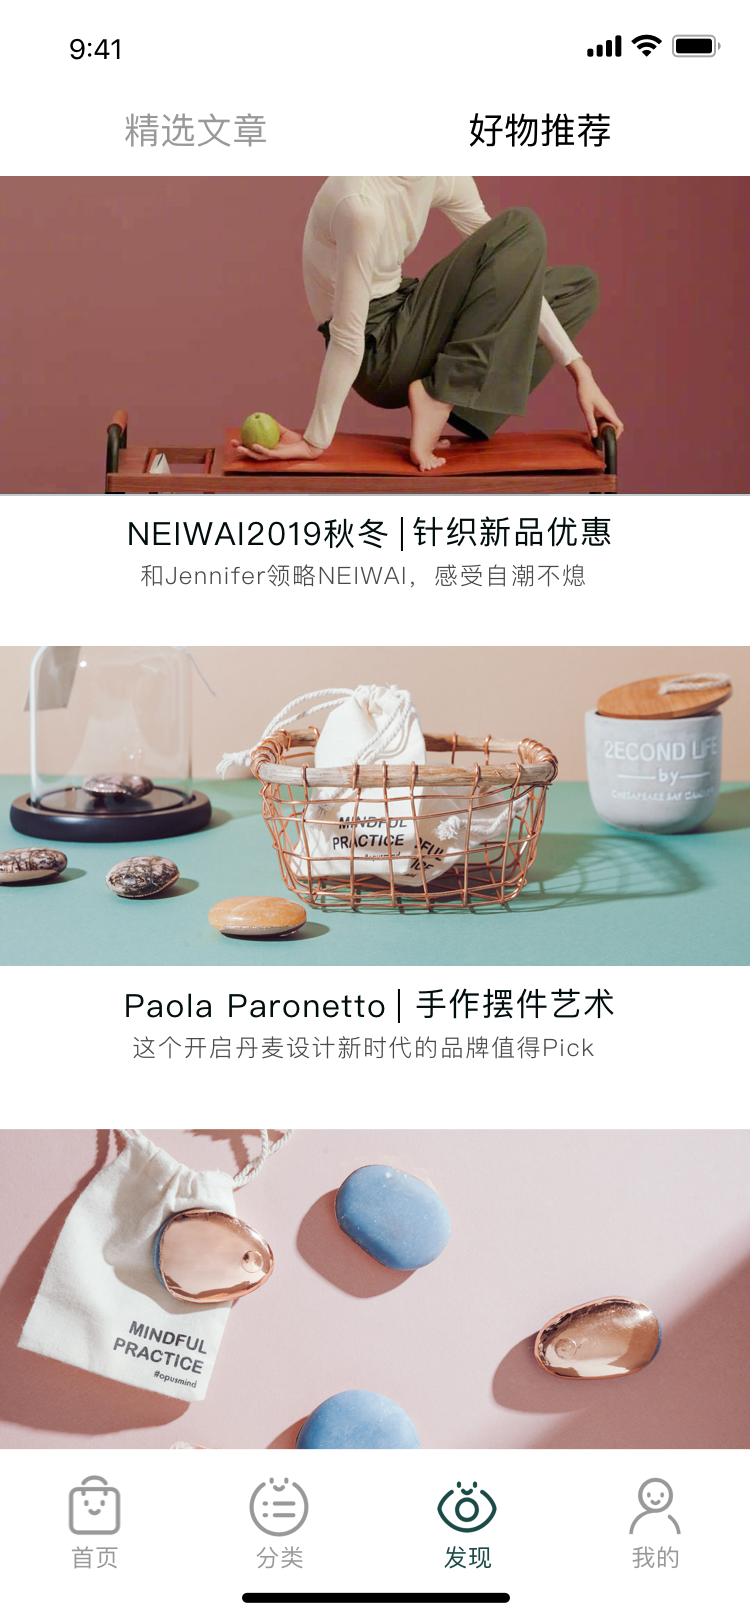 9:41
精选文章
好物推荐
NEIWAI2019秋冬|针织新品优惠
和Jennifer领略NEIWAI，感受自潮不熄
2ECOND LIFE
by
CHESAPEAKE BAY CANDLE
MINDFUL
PRACTICE
#opusmind
Paola Paronetto| 手作摆件艺术
这个开启丹麦设计新时代的品牌值得Pick
MINDFUL
PRACTICE
#opusmind
首页
分类
发现
我的